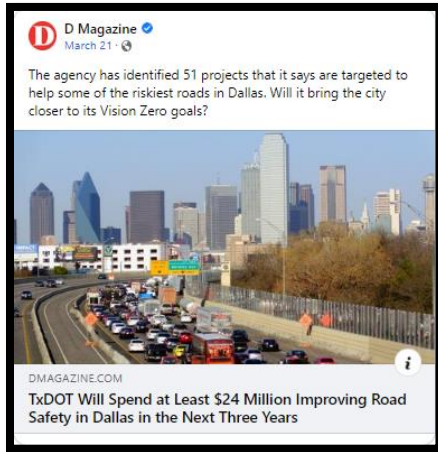 D
D Magazine
March 21 ·
The agency has identified 51 projects that it says are targeted to
help some of the riskiest roads in Dallas. Will it bring the city
closer to its Vision Zero goals?
i
DMAGAZINE.COM
TxDOT Will Spend at Least $24 Million Improving Road
Safety in Dallas in the Next Three Years